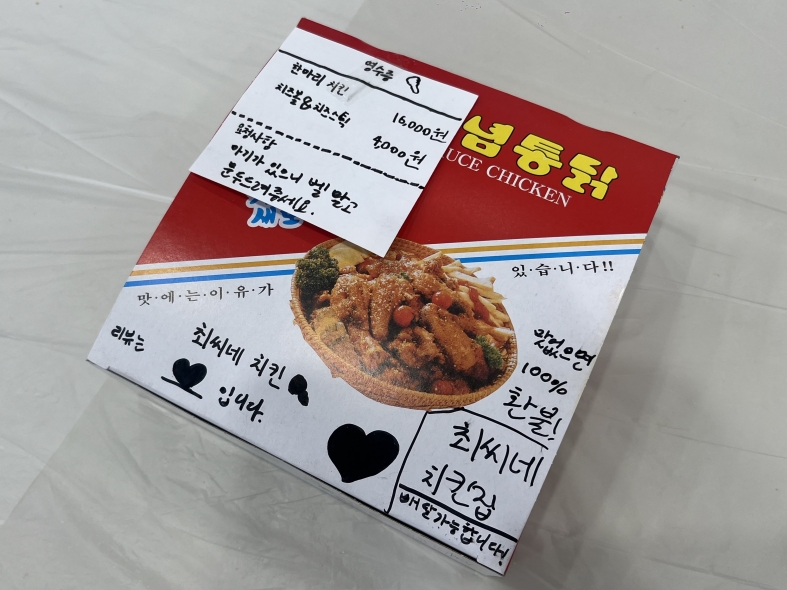 영수증
한마리 치킨 16,000원
치즈볼&치즈스틱 4,000원
요청사항
아기가 있으니 벨 말고
문 두드려주세요.
념통닭
UCE CHICKEN
맛·에·는·이·유·가
있·습·니·다!!
리뷰는
최씨네 치킨
입니다.
맛없으면
100%
환불!
최씨네
치킨집
배달가능합니다!